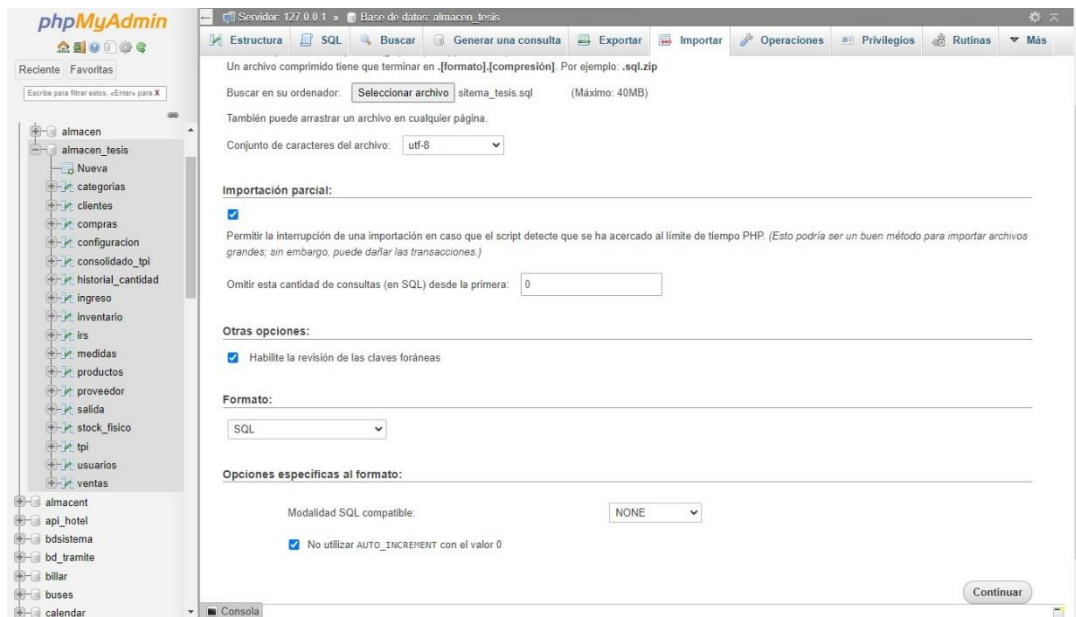 phpMyAdmin
Reciente Favoritas
Escribe para filtrar estos, «Enter» para X
almacen
almacen_tesis
Nueva
categorias
clientes
compras
configuracion
consolidado_tpi
historial_cantidad
ingreso
inventario
irs
medidas
productos
proveedor
salida
stock_fisico
tpi
usuarios
ventas
almacent
api_hotel
bdsistema
bd_tramite
billar
buses
calendar
Servidor: 127.0.0.1 » Base de datos: almacen_tesis
Estructura SQL Buscar Generar una consulta Exportar Importar Operaciones Privilegios Rutinas Más
Un archivo comprimido tiene que terminar en .[formato].[compresión]. Por ejemplo: .sql.zip
Buscar en su ordenador: Seleccionar archivo sitema_tesis.sql (Máximo: 40MB)
También puede arrastrar un archivo en cualquier página.
Conjunto de caracteres del archivo: utf-8
Importación parcial:
Permitir la interrupción de una importación en caso que el script detecte que se ha acercado al límite de tiempo PHP. (Esto podría ser un buen método para importar archivos
grandes; sin embargo, puede dañar las transacciones.)
Omitir esta cantidad de consultas (en SQL) desde la primera: 0
Otras opciones:
Habilite la revisión de las claves foráneas
Formato:
SQL
Opciones específicas al formato:
Modalidad SQL compatible: NONE
No utilizar AUTO_INCREMENT con el valor 0
Continuar
Consola